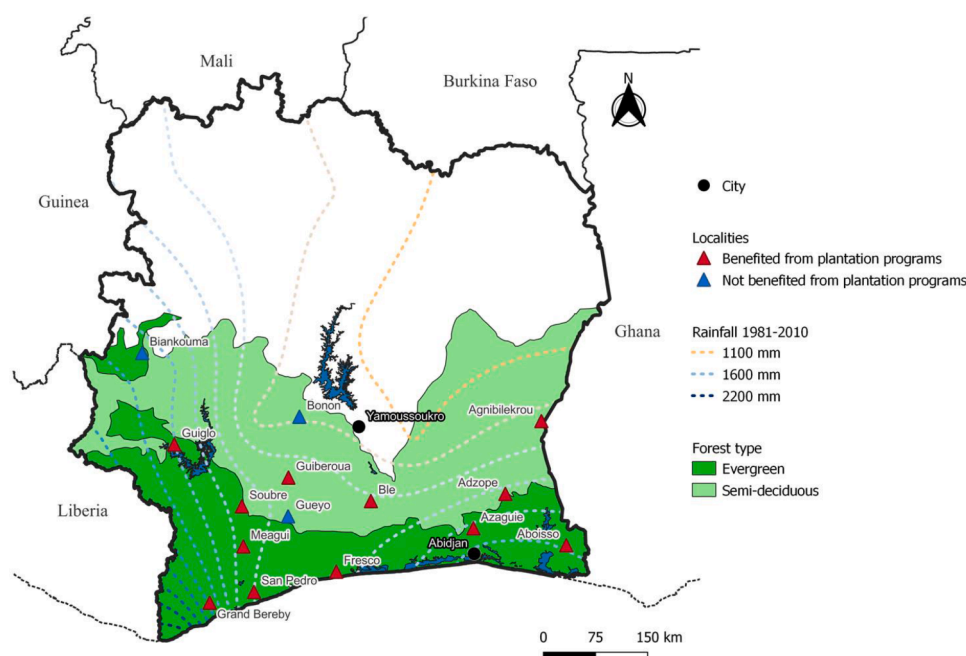 Mali
Burkina Faso
N
Guinea
City
Localities
Benefited from plantation programs
Not benefited from plantation programs
Ghana
Rainfall 1981-2010
1100 mm
1600 mm
2200 mm
Biankouma
Bonon
Yamoussoukro
Agnibilekrou
Guiglo
Forest type
Evergreen
Semi-deciduous
Guiberoua
Ble
Adzope
Liberia
Soubre
Gueyo
Azaguie
Meagui
Abidjan
Aboisso
Fresco
San Pedro
Grand Bereby
0 75 150 km